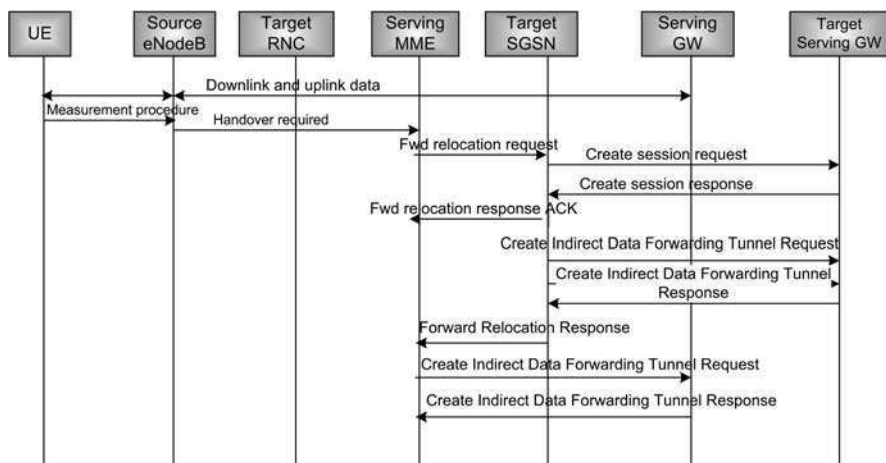 UE
Source
eNodeB
Target
RNC
Serving
MME
Target
SGSN
Serving
GW
Target
Serving GW
Downlink and uplink data
Measurement procedure
Handover required
Fwd relocation request
Create session request
Create session response
Fwd relocation response ACK
Create Indirect Data Forwarding Tunnel Request
Create Indirect Data Forwarding Tunnel
Response
Forward Relocation Response
Create Indirect Data Forwarding Tunnel Request
Create Indirect Data Forwarding Tunnel Response